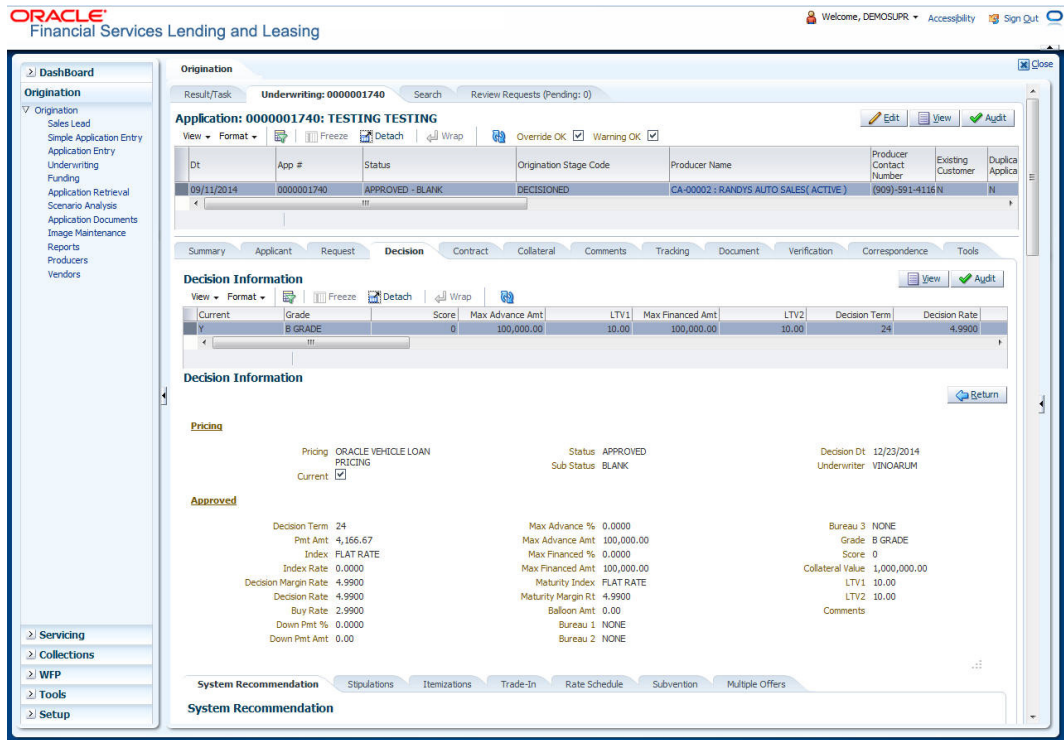 ORACLE'
Financial Services Lending and Leasing
Welcome, DEMOSUPR Accessibility Sign Out
Close
DashBoard
Origination
Origination
Sales Lead
Simple Application Entry
Application Entry
Underwriting
Funding
Application Retrieval
Scenario Analysis
Application Documents
Image Maintenance
Reports
Producers
Vendors
Servicing
Collections
WFP
Tools
Setup
Origination
Result/Task Underwriting: 0000001740 Search Review Requests (Pending: 0)
Application: 0000001740: TESTING TESTING
Edit View Audit
View Format Freeze Detach Wrap Override OK Warning OK
Dt App # Status Origination Stage Code Producer Name Producer Contact Number Existing Customer Duplica Applica
09/11/2014 0000001740 APPROVED - BLANK DECISIONED CA-00002 : RANDYS AUTO SALES( ACTIVE ) (909)-591-4116 N N
Summary Applicant Request Decision Contract Collateral Comments Tracking Document Verification Correspondence Tools
Decision Information
View Audit
View Format Freeze Detach Wrap
Current Grade Score Max Advance Amt LTV1 Max Financed Amt LTV2 Decision Term Decision Rate
Y B GRADE 0 100,000.00 10.00 100,000.00 10.00 24 4.9900
Decision Information
Return
Pricing
Pricing ORACLE VEHICLE LOAN PRICING Status APPROVED Decision Dt 12/23/2014
Sub Status BLANK Underwriter VINOARUM
Current
Approved
Decision Term 24 Max Advance % 0.0000 Bureau 3 NONE
Pmt Amt 4,166.67 Max Advance Amt 100,000.00 Grade B GRADE
Index FLAT RATE Max Financed % 0.0000 Score 0
Index Rate 0.0000 Max Financed Amt 100,000.00 Collateral Value 1,000,000.00
Decision Margin Rate 4.9900 Maturity Index FLAT RATE LTV1 10.00
Decision Rate 4.9900 Maturity Margin Rt 4.9900 LTV2 10.00
Buy Rate 2.9900 Balloon Amt 0.00 Comments
Down Pmt % 0.0000 Bureau 1 NONE
Down Pmt Amt 0.00 Bureau 2 NONE
System Recommendation Stipulations Itemizations Trade-In Rate Schedule Subvention Multiple Offers
System Recommendation